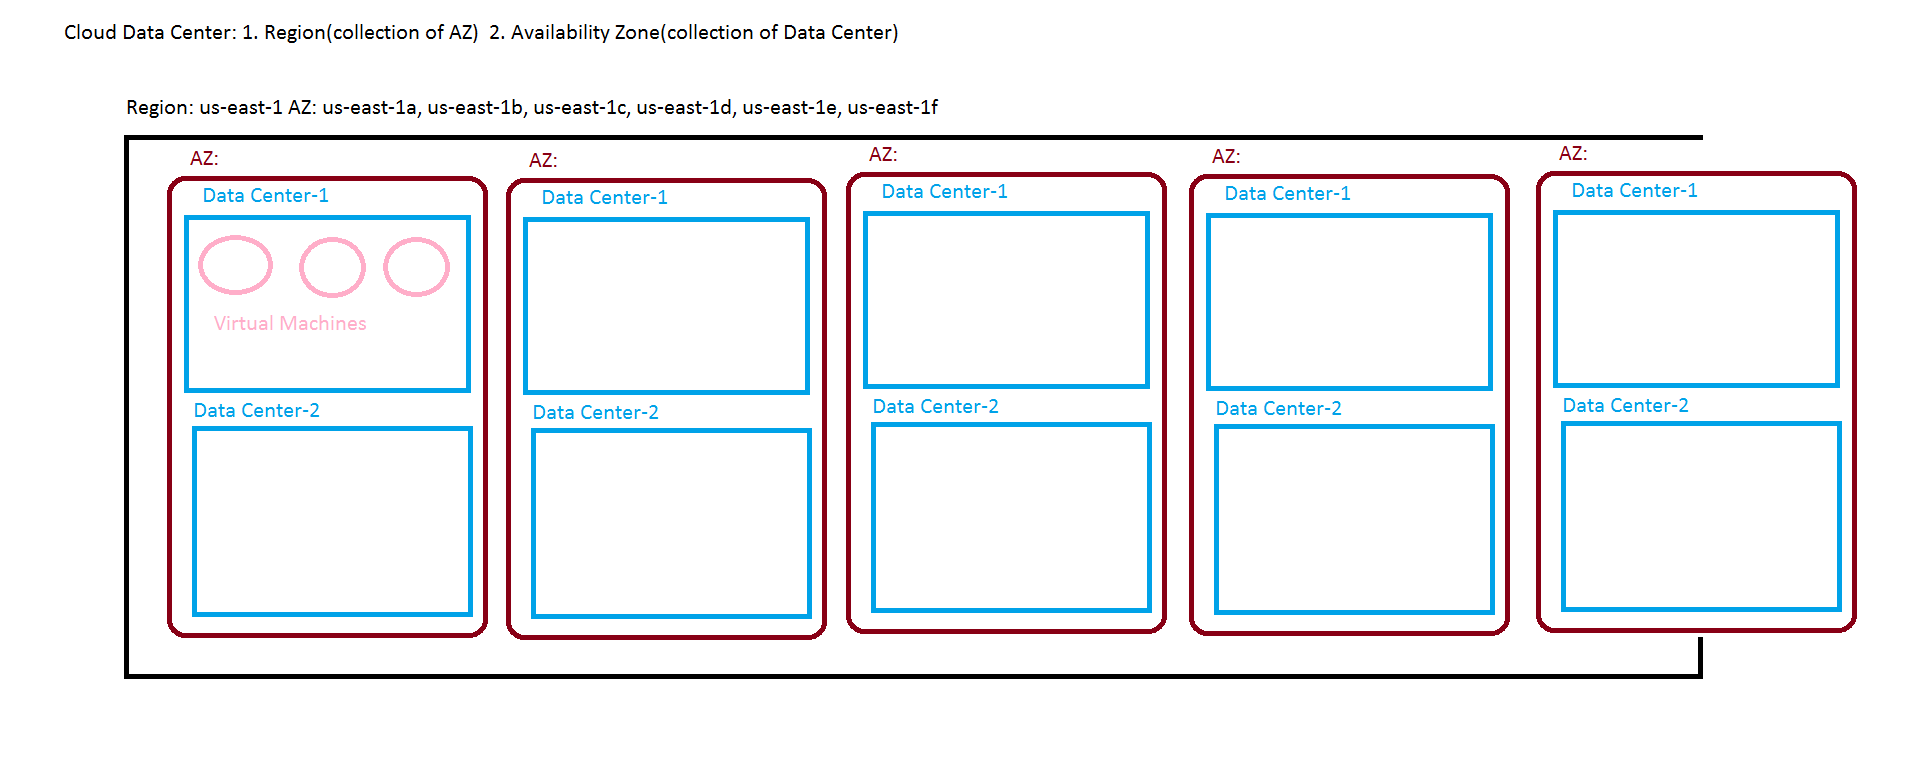 Cloud Data Center: 1. Region(collection of AZ)  2. Availability Zone(collection of Data Center)
Region: us-east-1 AZ: us-east-1a, us-east-1b, us-east-1c, us-east-1d, us-east-1e, us-east-1f
AZ:
Data Center-1
Virtual Machines
Data Center-2
AZ:
Data Center-1
Data Center-2
AZ:
Data Center-1
Data Center-2
AZ:
Data Center-1
Data Center-2
AZ:
Data Center-1
Data Center-2